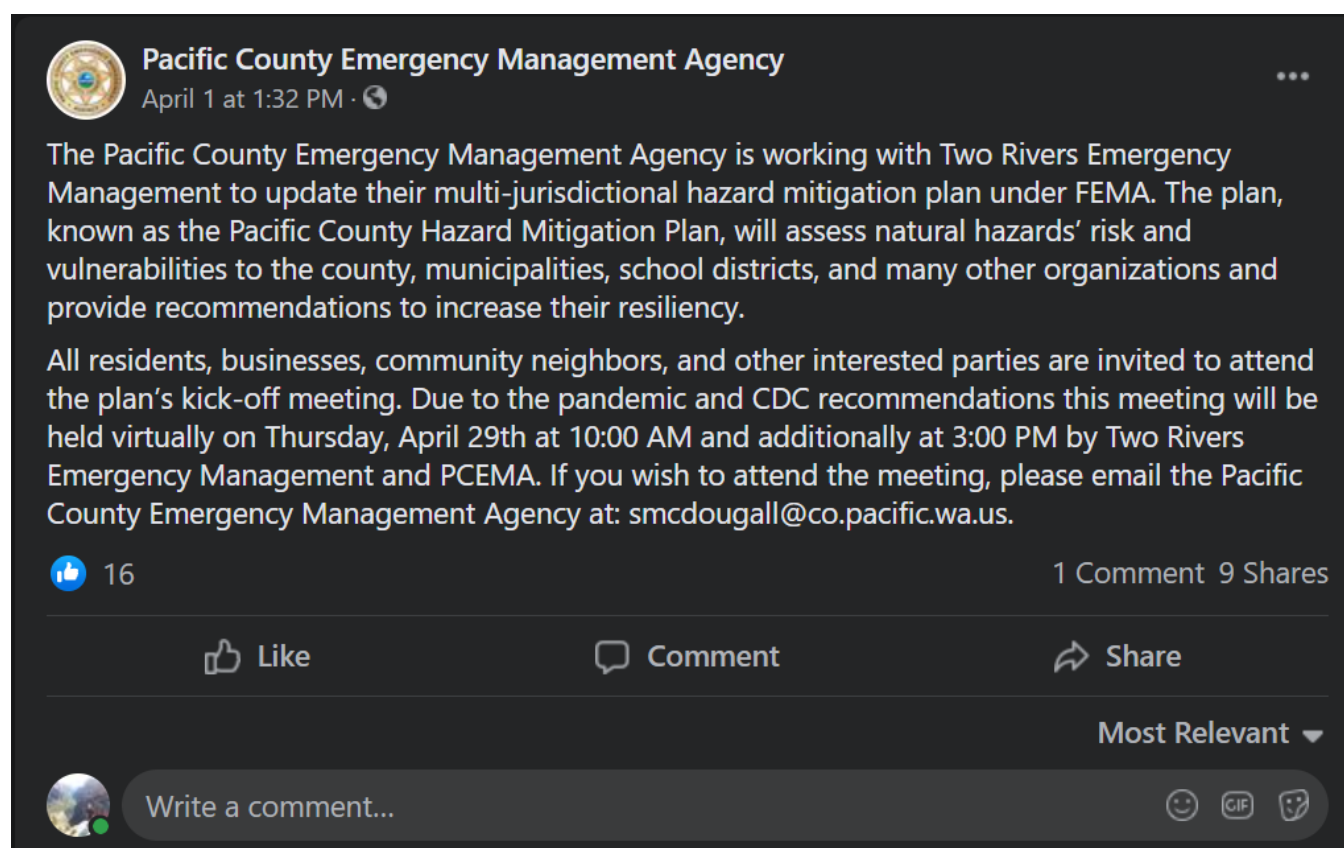 Pacific County Emergency Management Agency
April 1 at 1:32 PM ·
The Pacific County Emergency Management Agency is working with Two Rivers Emergency
Management to update their multi-jurisdictional hazard mitigation plan under FEMA. The plan,
known as the Pacific County Hazard Mitigation Plan, will assess natural hazards’ risk and
vulnerabilities to the county, municipalities, school districts, and many other organizations and
provide recommendations to increase their resiliency.
All residents, businesses, community neighbors, and other interested parties are invited to attend
the plan’s kick-off meeting. Due to the pandemic and CDC recommendations this meeting will be
held virtually on Thursday, April 29th at 10:00 AM and additionally at 3:00 PM by Two Rivers
Emergency Management and PCEMA. If you wish to attend the meeting, please email the Pacific
County Emergency Management Agency at: smcdougall@co.pacific.wa.us.
16
1 Comment 9 Shares
Like Comment Share
Most Relevant
Write a comment...
GIF